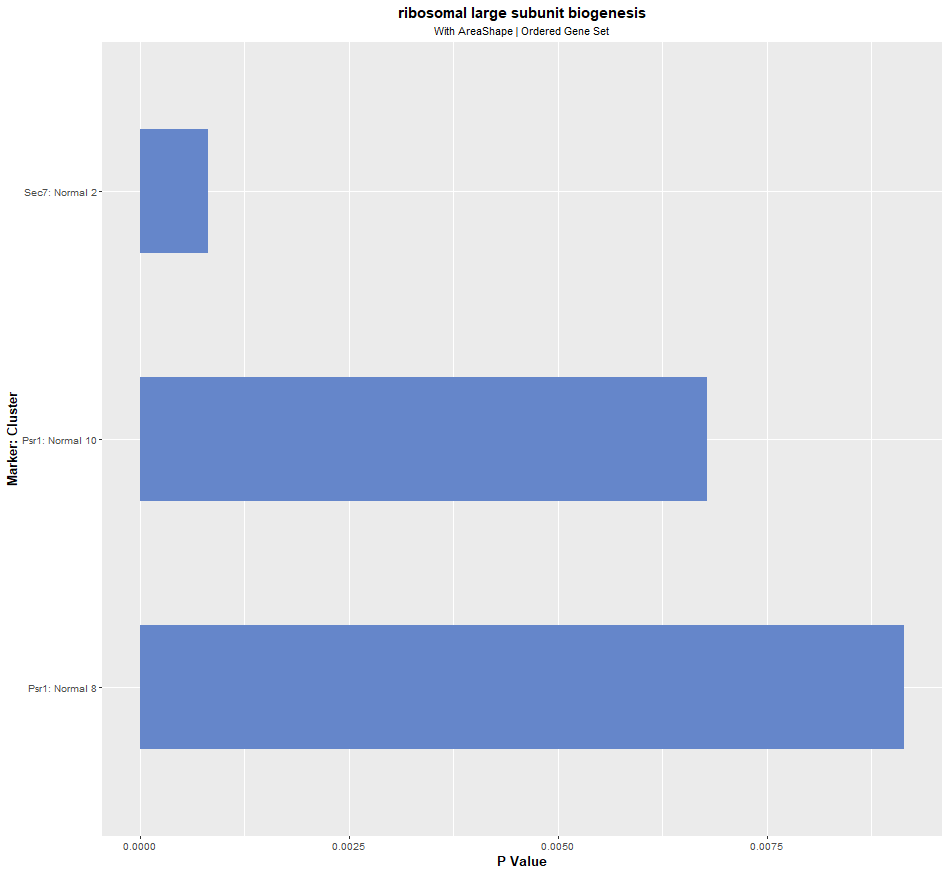 ribosomal large subunit biogenesis
With AreaShape | Ordered Gene Set
Marker: Cluster
Sec7: Normal 2
Psr1: Normal 10
Psr1: Normal 8
0.0000 0.0025 0.0050 0.0075
P Value